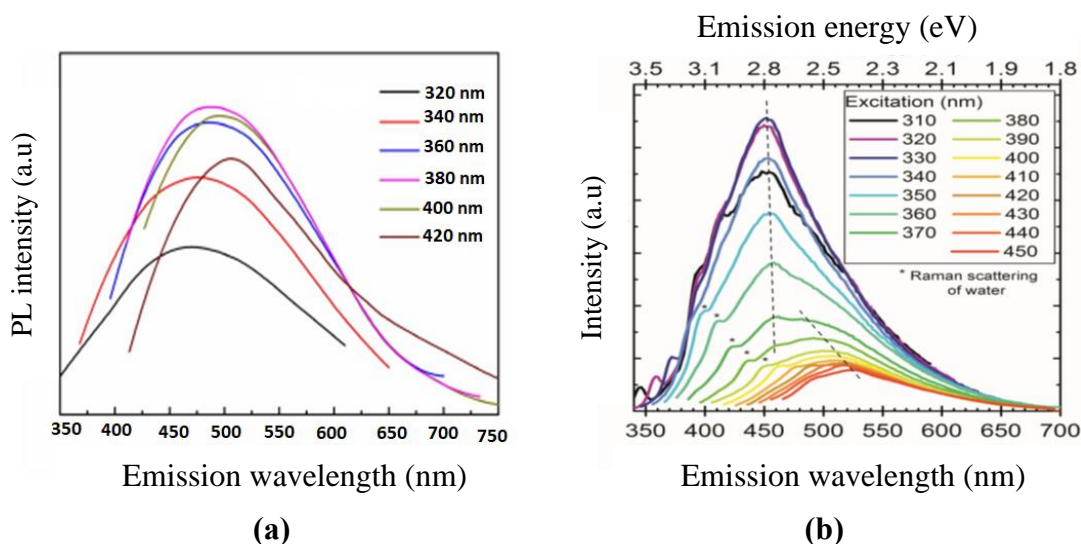 320 nm
340 nm
360 nm
380 nm
400 nm
420 nm
PL intensity (a.u)
350 400 450 500 550 600 650 700 750
Emission wavelength (nm)
(a)
Emission energy (eV)
3.5 3.1 2.8 2.5 2.3 2.1 1.9 1.8
Excitation (nm)
310 380
320 390
330 400
340 410
350 420
360 430
370 440
450
* Raman scattering
of water
* * * * *
Intensity (a.u)
350 400 450 500 550 600 650 700
Emission wavelength (nm)
(b)